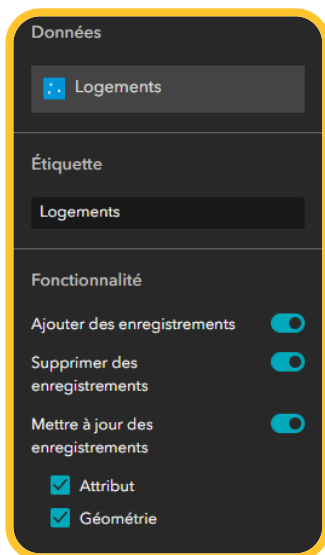 Données
Logements
Étiquette
Logements
Fonctionnalité
Ajouter des enregistrements
Supprimer des
enregistrements
Mettre à jour des
enregistrements
Attribut
Géométrie